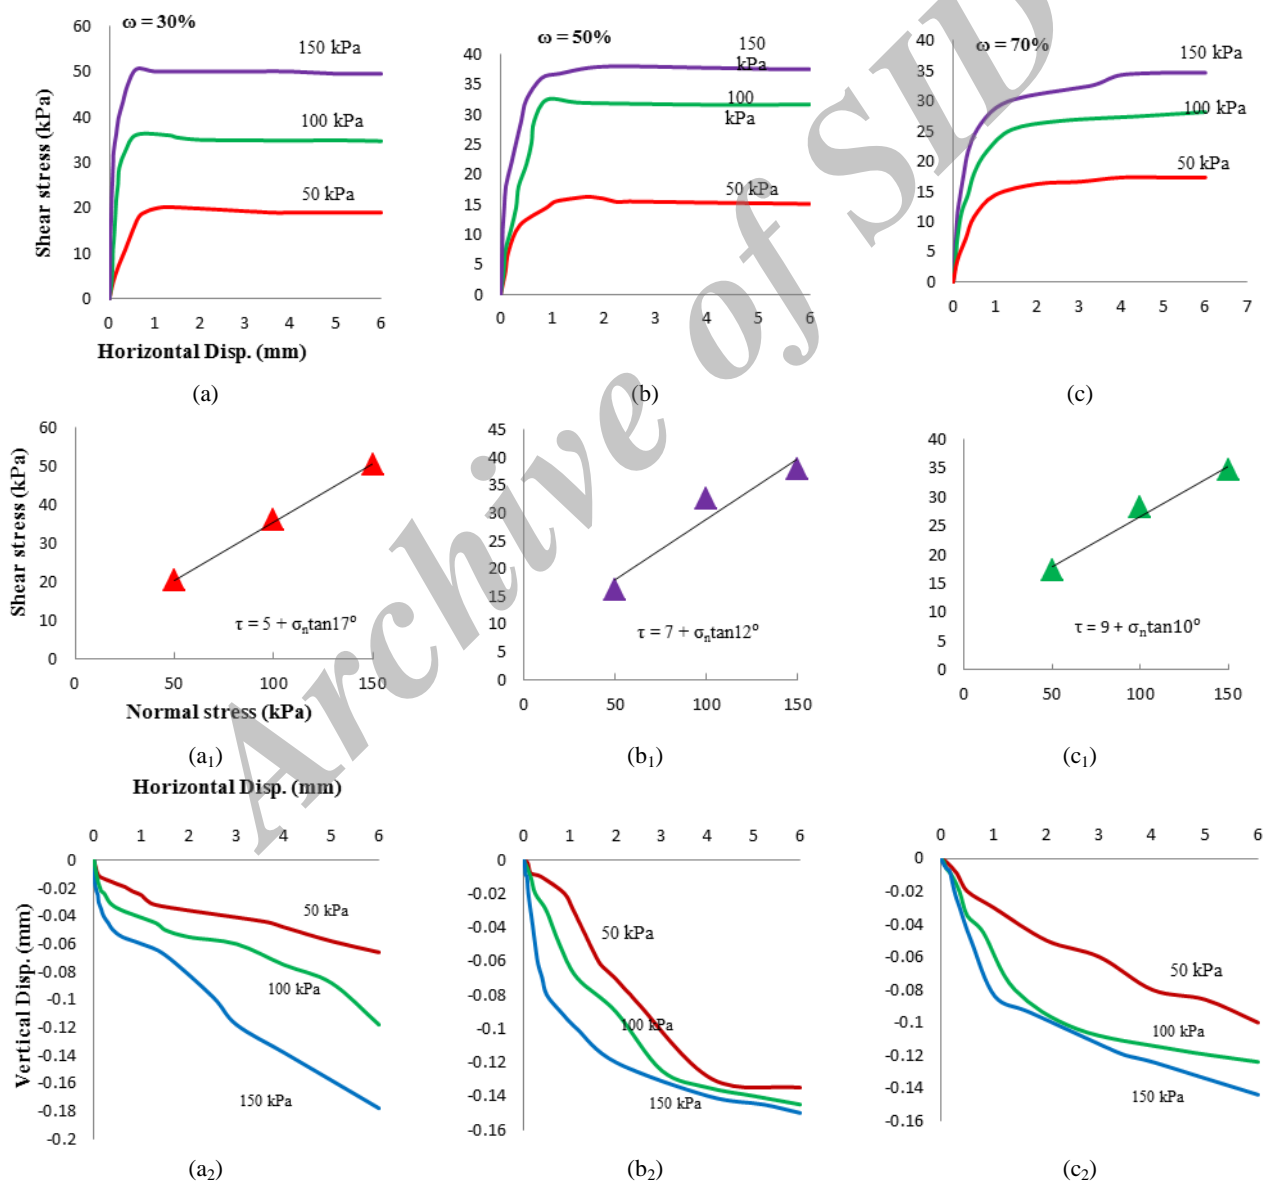 ω = 30%
Shear stress (kPa)
60
50
40
30
20
10
0
150 kPa
100 kPa
50 kPa
0 1 2 3 4 5 6
Horizontal Disp. (mm)
(a)
ω = 50%
40
35
30
25
20
15
10
5
0
150
kPa
100
kPa
50 kPa
0 1 2 3 4 5 6
(b)
ω = 70%
40
35
30
25
20
15
10
5
0
150 kPa
100 kPa
50 kPa
0 1 2 3 4 5 6 7
(c)
Shear stress (kPa)
60
50
40
30
20
10
0
τ = 5 + σₙtan17°
0 50 100 150
Normal stress (kPa)
(a₁)
45
40
35
30
25
20
15
10
5
0
τ = 7 + σₙtan12°
0 50 100 150
(b₁)
40
35
30
25
20
15
10
5
0
τ = 9 + σₙtan10°
0 50 100 150
(c₁)
Horizontal Disp. (mm)
0 1 2 3 4 5 6
Vertical Disp. (mm)
0
-0.02
-0.04
-0.06
-0.08
-0.1
-0.12
-0.14
-0.16
-0.18
-0.2
50 kPa
100 kPa
150 kPa
(a₂)
0 1 2 3 4 5 6
0
-0.02
-0.04
-0.06
-0.08
-0.1
-0.12
-0.14
-0.16
50 kPa
100 kPa
150 kPa
(b₂)
0 1 2 3 4 5 6
0
-0.02
-0.04
-0.06
-0.08
-0.1
-0.12
-0.14
-0.16
50 kPa
100 kPa
150 kPa
(c₂)
Archive of SID